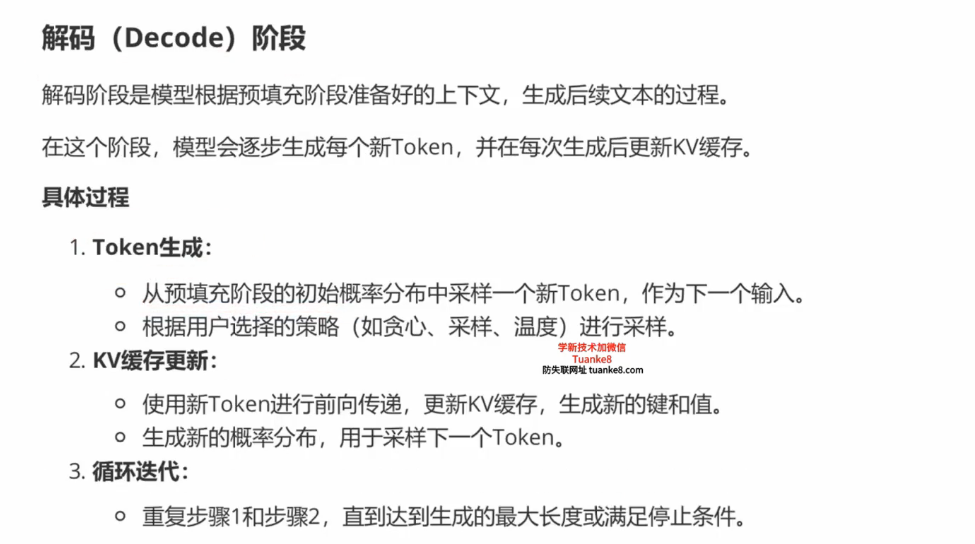 解码（Decode）阶段
解码阶段是模型根据预填充阶段准备好的上下文，生成后续文本的过程。
在这个阶段，模型会逐步生成每个新Token，并在每次生成后更新KV缓存。
具体过程
1. Token生成：
○ 从预填充阶段的初始概率分布中采样一个新Token，作为下一个输入。
○ 根据用户选择的策略（如贪心、采样、温度）进行采样。
学新技术加微信
Tuanke8
防失联网址 tuanke8.com
2. KV缓存更新：
○ 使用新Token进行前向传递，更新KV缓存，生成新的键和值。
○ 生成新的概率分布，用于采样下一个Token。
3. 循环迭代：
○ 重复步骤1和步骤2，直到达到生成的最大长度或满足停止条件。